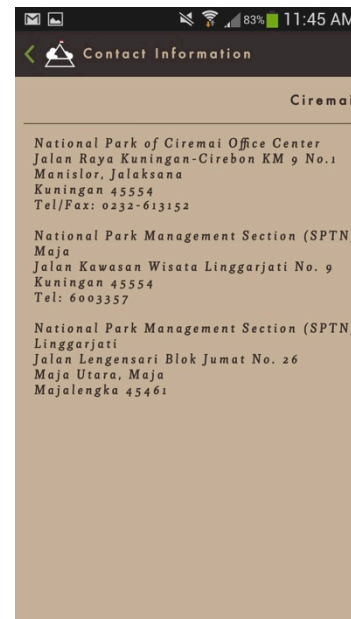 83% 11:45 AM
Contact Information
Ciremai
National Park of Ciremai Office Center
Jalan Raya Kuningan-Cirebon KM 9 No.1
Manislor, Jalaksana
Kuningan 45554
Tel/Fax: 0232-613152
National Park Management Section (SPTN)
Maja
Jalan Kawasan Wisata Linggarjati No. 9
Kuningan 45554
Tel: 6003357
National Park Management Section (SPTN)
Linggarjati
Jalan Lengensari Blok Jumat No. 26
Maja Utara, Maja
Majalengka 45461